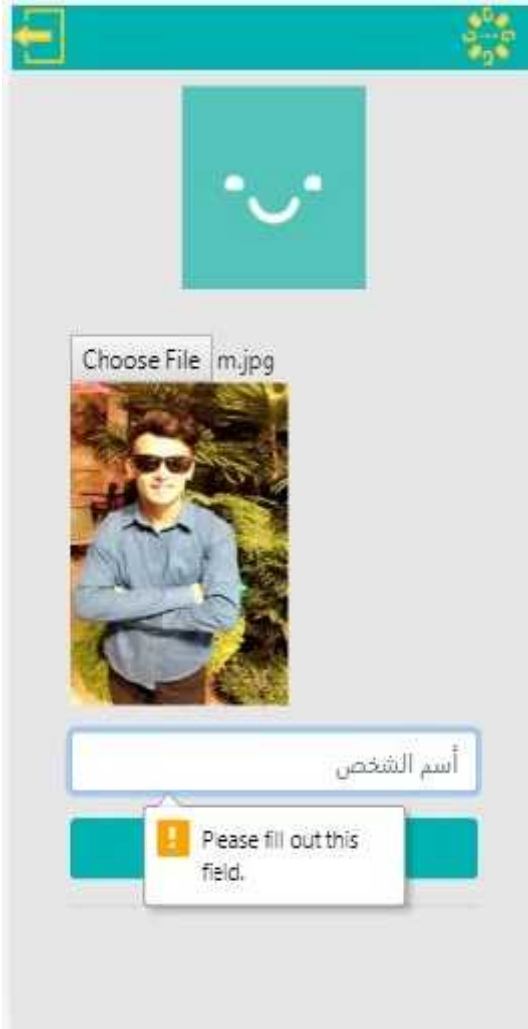 Choose File m.jpg
أسم الشخص
Please fill out this
field.